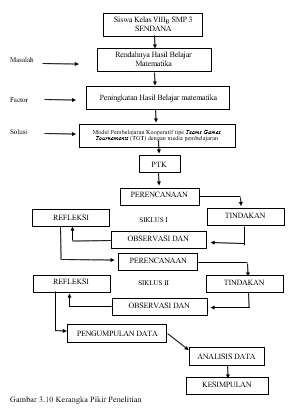 Siswa Kelas VIIIB SMP 3
SENDANA
Masalah
Rendahnya Hasil Belajar
Matematika
Factor
Peningkatan Hasil Belajar matematika
Solusi
Model Pembelajaran Kooperatif tipe Teams Games
Tournements (TGT) dengan media pembelajaran
PTK
PERENCANAAN
REFLEKSI
SIKLUS I
TINDAKAN
OBSERVASI DAN
PERENCANAAN
REFLEKSI
SIKLUS II
TINDAKAN
OBSERVASI DAN
PENGUMPULAN DATA
ANALISIS DATA
KESIMPULAN
Gambar 3.10 Kerangka Pikir Penelitian